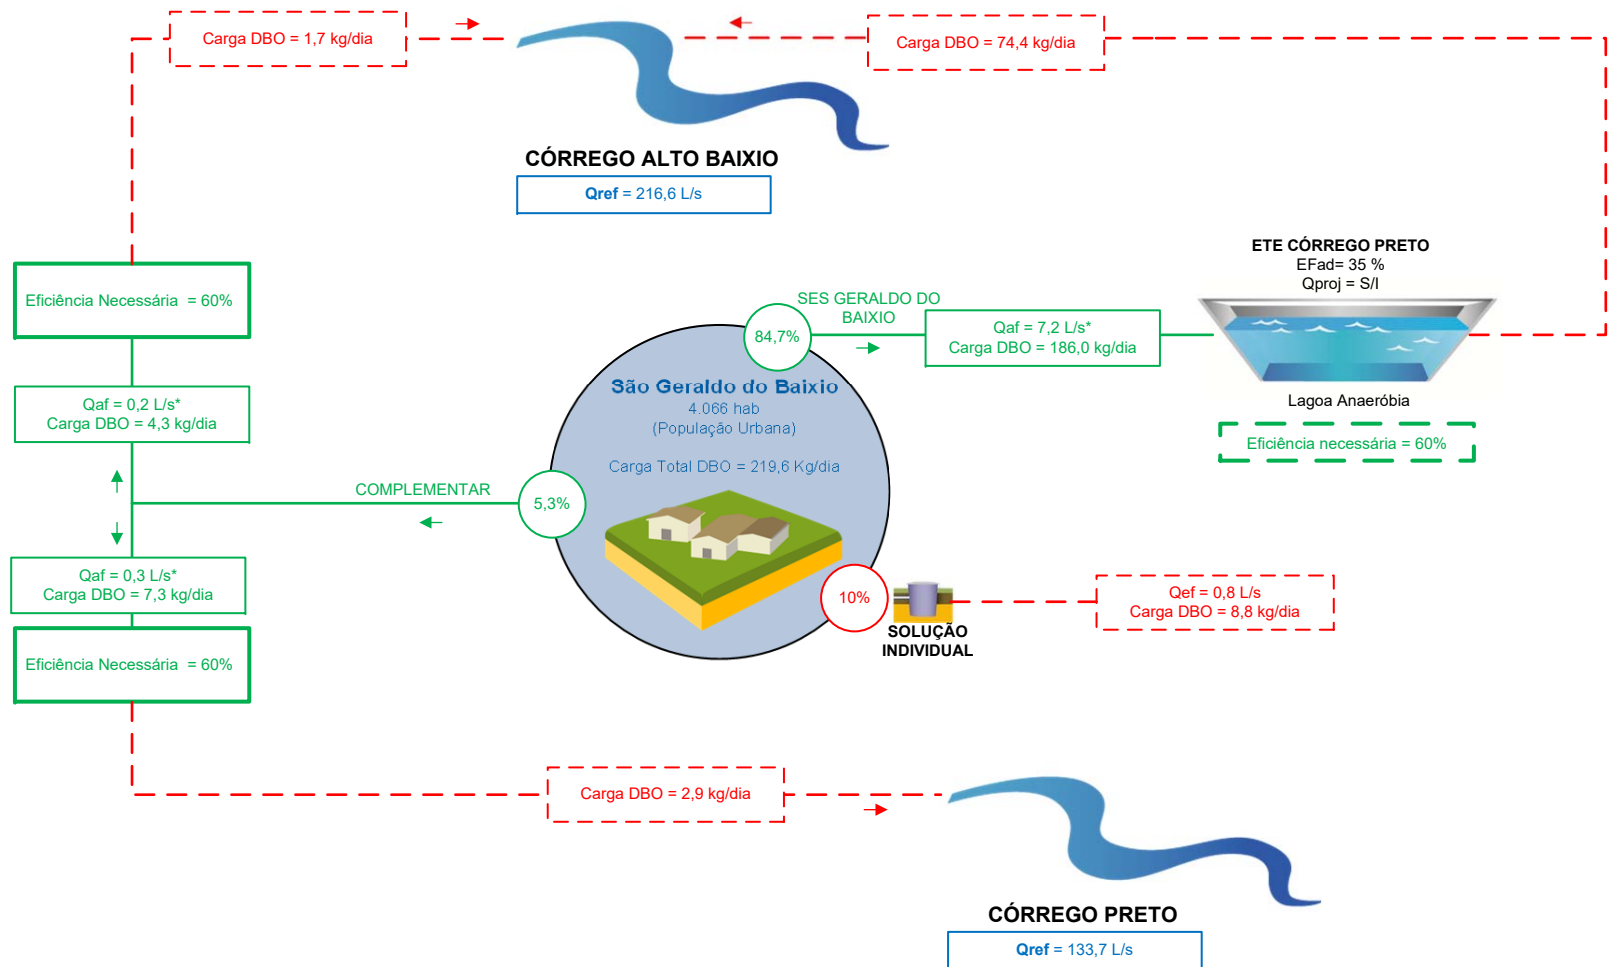 Carga DBO = 1,7 kg/dia
Carga DBO = 74,4 kg/dia
CÓRREGO ALTO BAIXIO
Qref = 216,6 L/s
Eficiência Necessária = 60%
Qaf = 0,2 L/s*
Carga DBO = 4,3 kg/dia
COMPLEMENTAR
5,3%
Qaf = 0,3 L/s*
Carga DBO = 7,3 kg/dia
Eficiência Necessária = 60%
84,7%
SES GERALDO DO
BAIXIO
Qaf = 7,2 L/s*
Carga DBO = 186,0 kg/dia
ETE CÓRREGO PRETO
EFad= 35 %
Qproj = S/I
Lagoa Anaeróbia
Eficiência necessária = 60%
São Geraldo do Baixio
4.066 hab
(População Urbana)
Carga Total DBO = 219,6 Kg/dia
10%
SOLUÇÃO
INDIVIDUAL
Qef = 0,8 L/s
Carga DBO = 8,8 kg/dia
Carga DBO = 2,9 kg/dia
CÓRREGO PRETO
Qref = 133,7 L/s